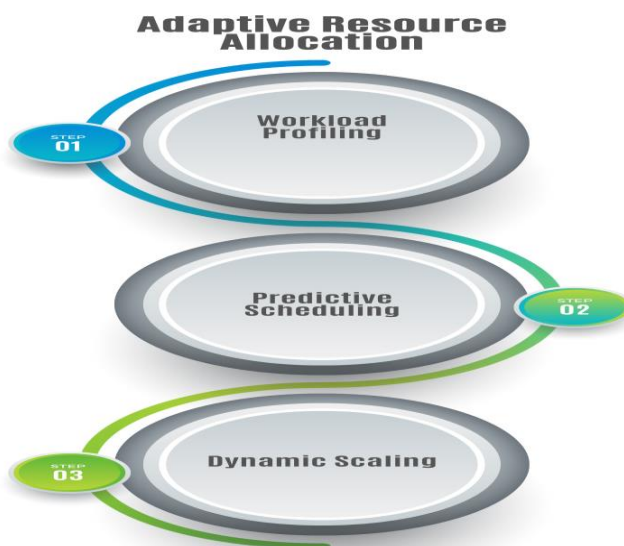 Adaptive Resource
Allocation
Workload
Profiling
STEP
01
Predictive
Scheduling
STEP
02
Dynamic Scaling
STEP
03